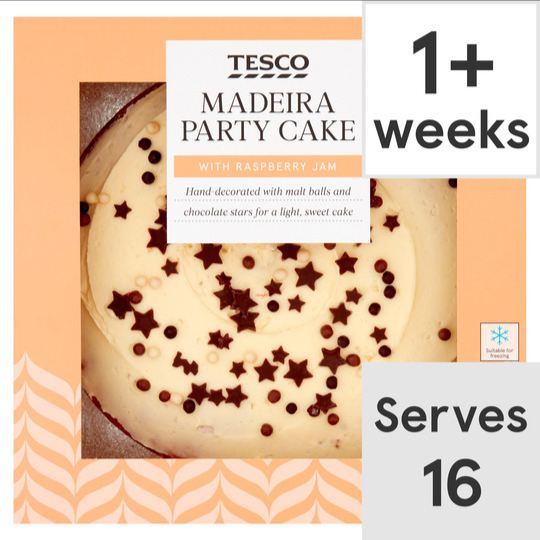 TESCO
MADEIRA
PARTY CAKE
WITH RASPBERRY JAM
Hand-decorated with malt balls and
chocolate stars for a light, sweet cake
1+
weeks
Suitable for
freezing
Serves
16